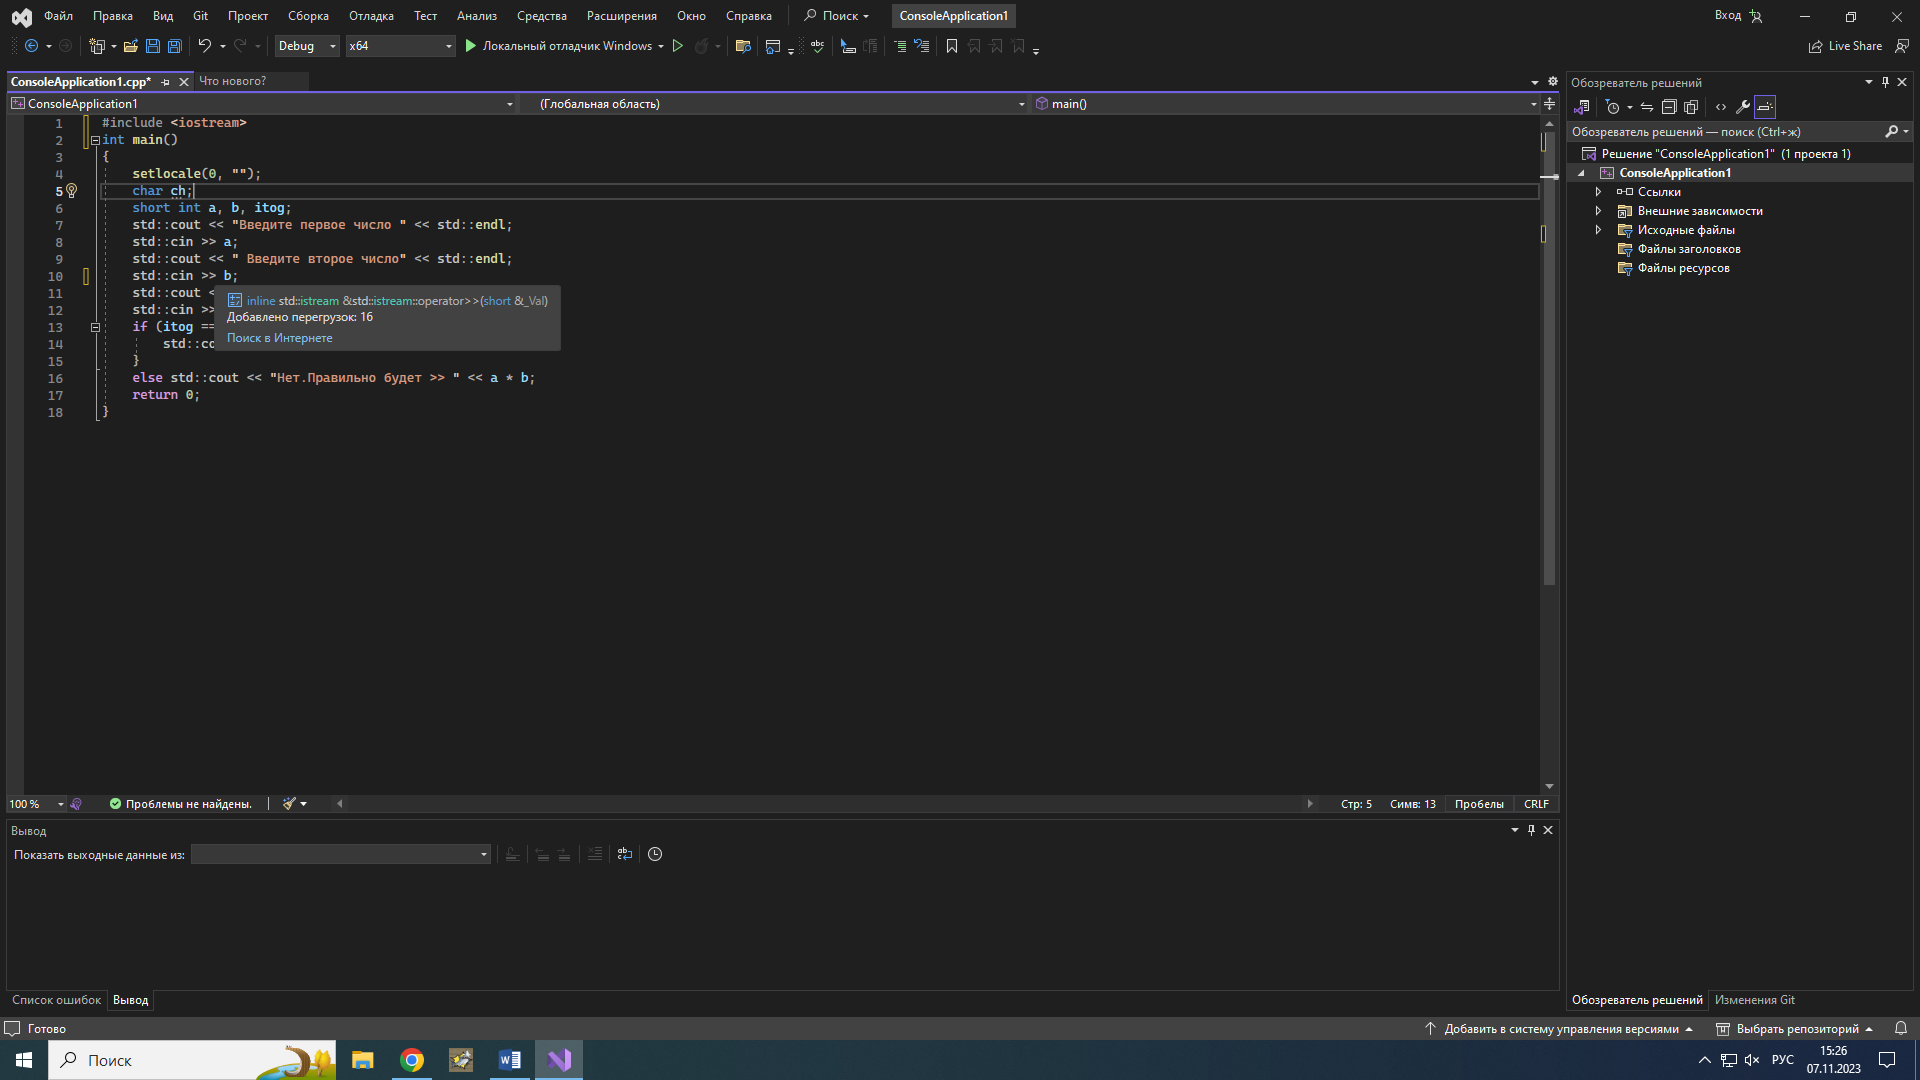 Файл Правка Вид Git Проект Сборка Отладка Тест Анализ Средства Расширения Окно Справка Поиск ConsoleApplication1 Вход
Debug x64 Локальный отладчик Windows Live Share
ConsoleApplication1.cpp* Что нового?
ConsoleApplication1 (Глобальная область) main()
1 #include <iostream>
2 int main()
3 {
4 setlocale(0, "");
5 char ch;
6 short int a, b, itog;
7 std::cout << "Введите первое число " << std::endl;
8 std::cin >> a;
9 std::cout << " Введите второе число" << std::endl;
10 std::cin >> b;
11 std::cout <
12 std::cin >>
13 if (itog ==
14 std::co
15 }
16 else std::cout << "Нет.Правильно будет >> " << a * b;
17 return 0;
18 }
inline std::istream &std::istream::operator>>(short &_Val)
Добавлено перегрузок: 16
Поиск в Интернете
Обозреватель решений
Обозреватель решений — поиск (Ctrl+ж)
Решение "ConsoleApplication1" (1 проекта 1)
ConsoleApplication1
Ссылки
Внешние зависимости
Исходные файлы
Файлы заголовков
Файлы ресурсов
100 % Проблемы не найдены. Стр: 5 Симв: 13 Пробелы CRLF
Вывод
Показать выходные данные из:
Список ошибок Вывод
Обозреватель решений Изменения Git
Готово Добавить в систему управления версиями Выбрать репозиторий
Поиск РУС 15:26
07.11.2023